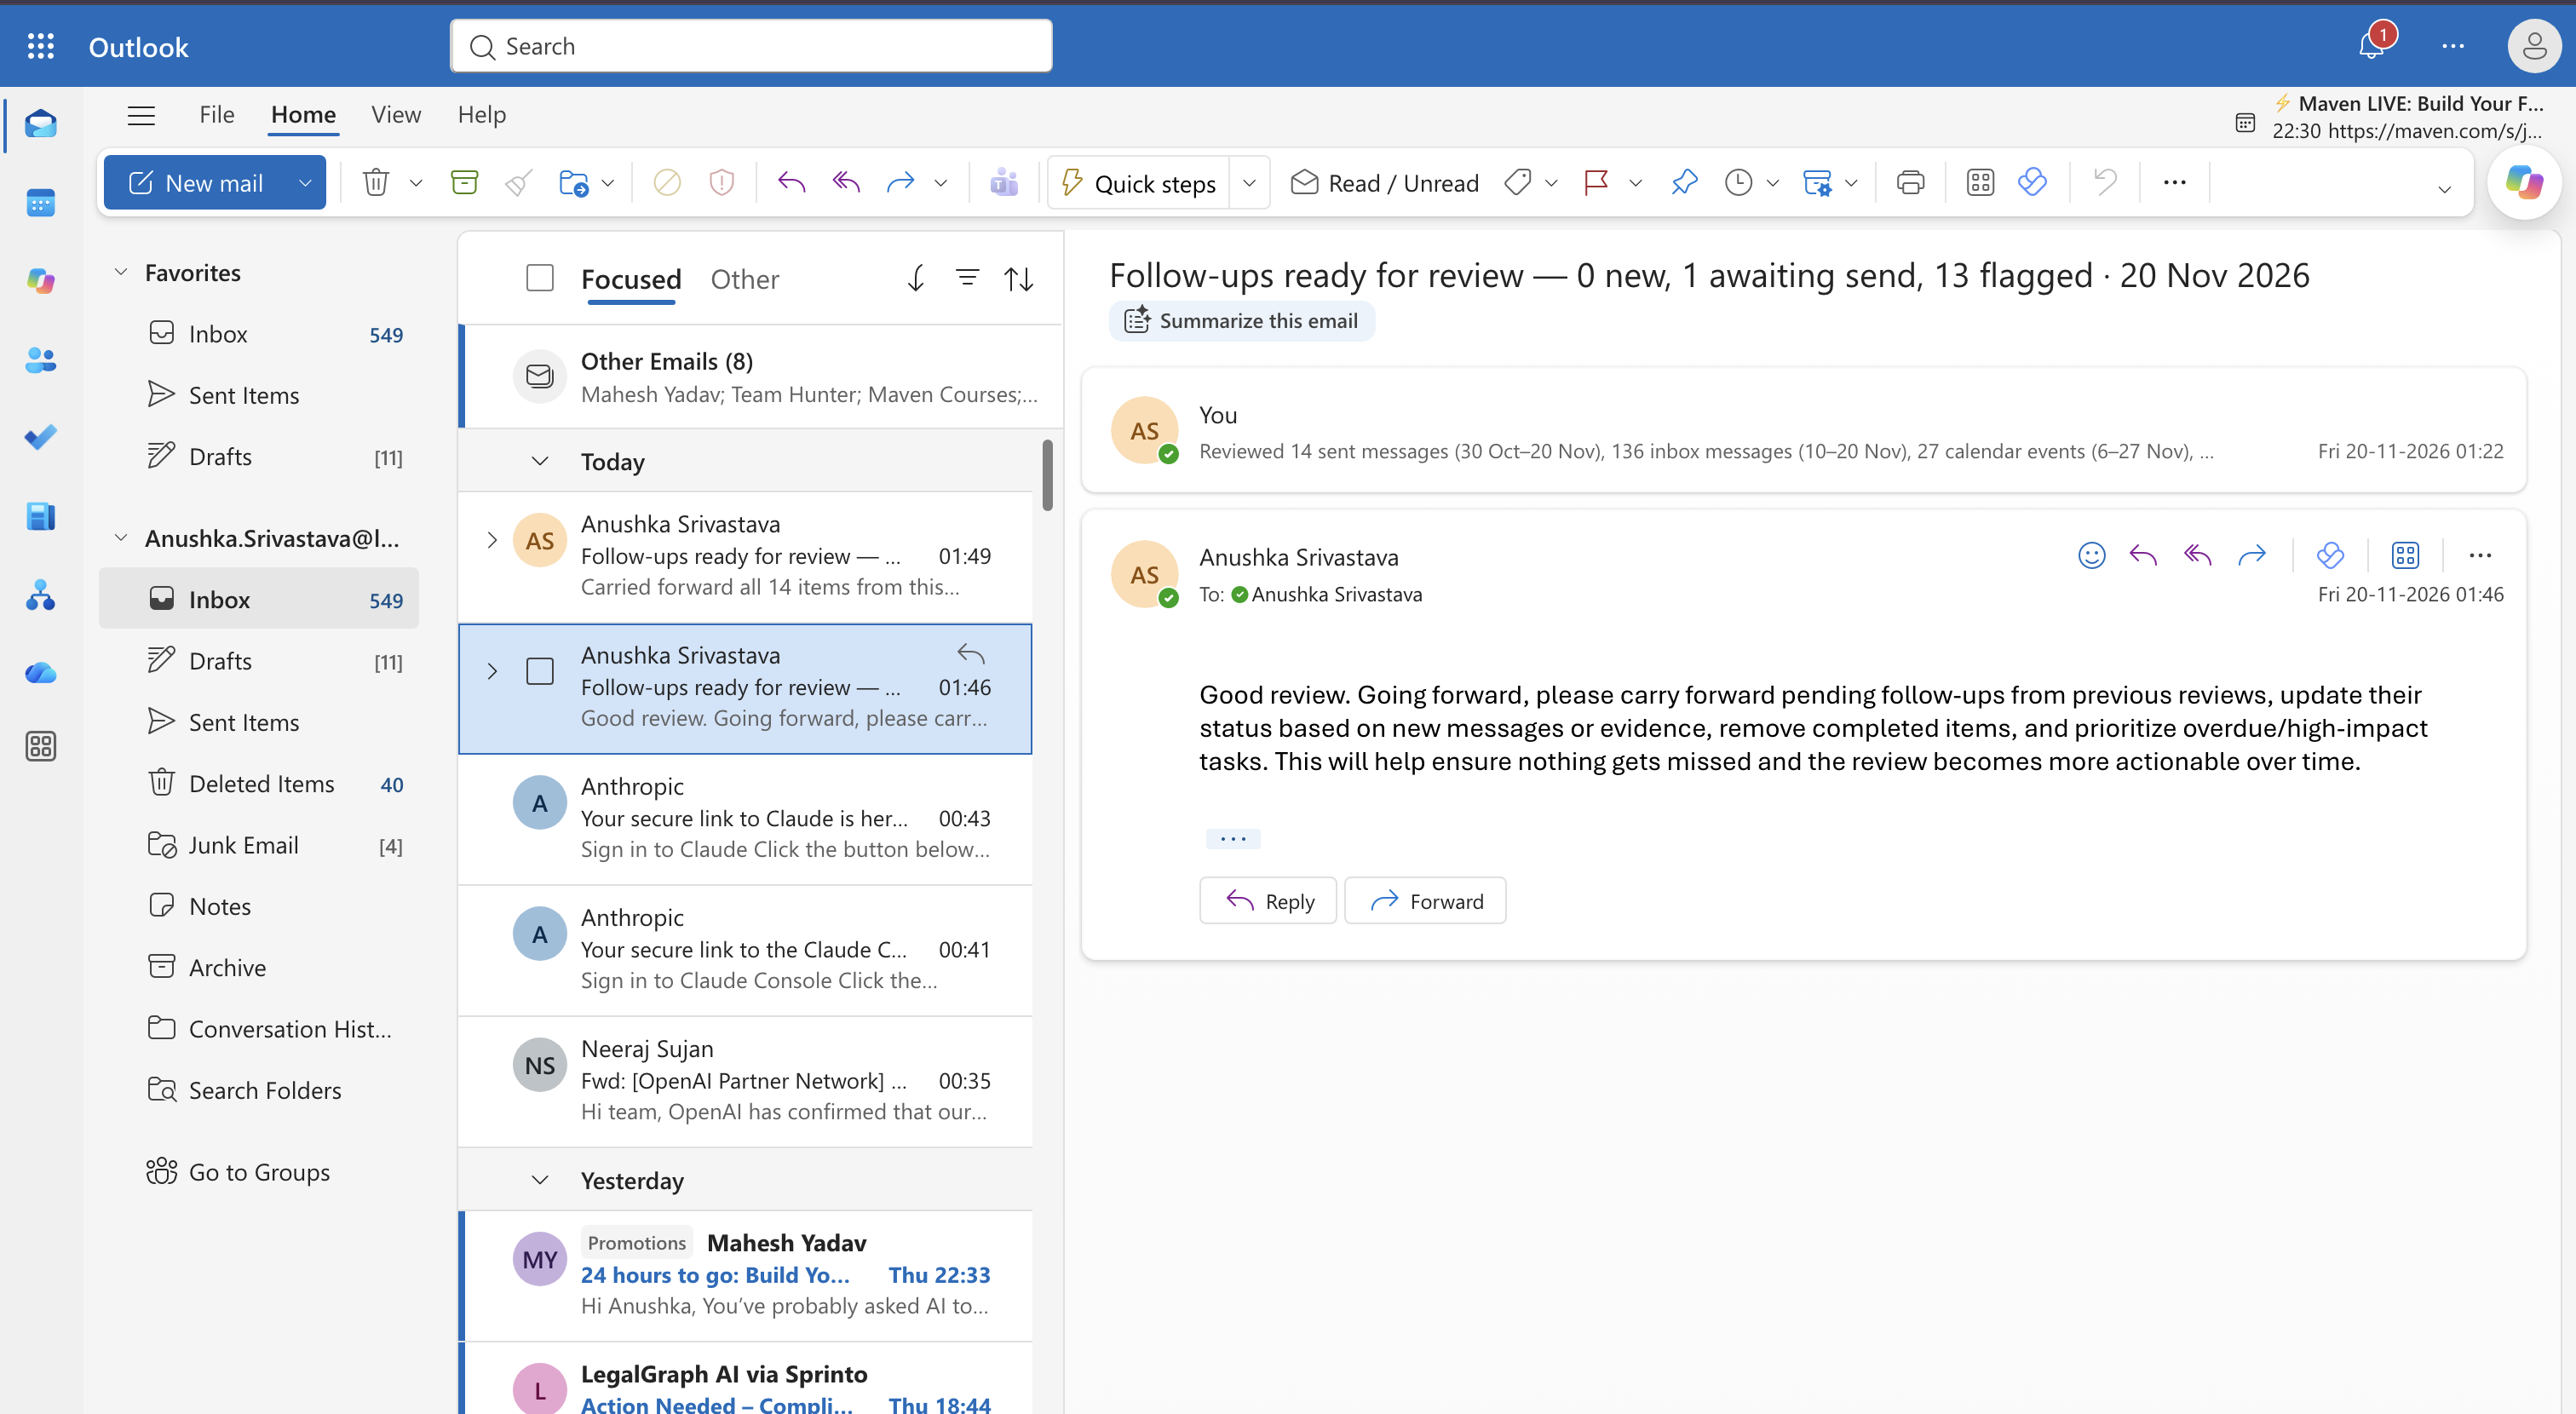 Outlook
Search
1
File
Home
View
Help
⚡ Maven LIVE: Build Your F...
22:30 https://maven.com/s/j...
New mail
Quick steps
Read / Unread
Favorites
Inbox 549
Sent Items
Drafts [11]
Anushka.Srivastava@l...
Inbox 549
Drafts [11]
Sent Items
Deleted Items 40
Junk Email [4]
Notes
Archive
Conversation Hist...
Search Folders
Go to Groups
Focused
Other
Other Emails (8)
Mahesh Yadav; Team Hunter; Maven Courses;...
Today
AS
Anushka Srivastava
Follow-ups ready for review — ... 01:49
Carried forward all 14 items from this...
Anushka Srivastava
Follow-ups ready for review — ... 01:46
Good review. Going forward, please carr...
A
Anthropic
Your secure link to Claude is her... 00:43
Sign in to Claude Click the button below...
A
Anthropic
Your secure link to the Claude C... 00:41
Sign in to Claude Console Click the...
NS
Neeraj Sujan
Fwd: [OpenAI Partner Network] ... 00:35
Hi team, OpenAI has confirmed that our...
Yesterday
MY
Promotions Mahesh Yadav
24 hours to go: Build Yo... Thu 22:33
Hi Anushka, You've probably asked AI to...
L
LegalGraph AI via Sprinto
Action Needed – Compli... Thu 18:44
Follow-ups ready for review — 0 new, 1 awaiting send, 13 flagged · 20 Nov 2026
Summarize this email
AS
You
Reviewed 14 sent messages (30 Oct–20 Nov), 136 inbox messages (10–20 Nov), 27 calendar events (6–27 Nov), ... Fri 20-11-2026 01:22
AS
Anushka Srivastava
To: Anushka Srivastava
Fri 20-11-2026 01:46
Good review. Going forward, please carry forward pending follow-ups from previous reviews, update their
status based on new messages or evidence, remove completed items, and prioritize overdue/high-impact
tasks. This will help ensure nothing gets missed and the review becomes more actionable over time.
Reply
Forward